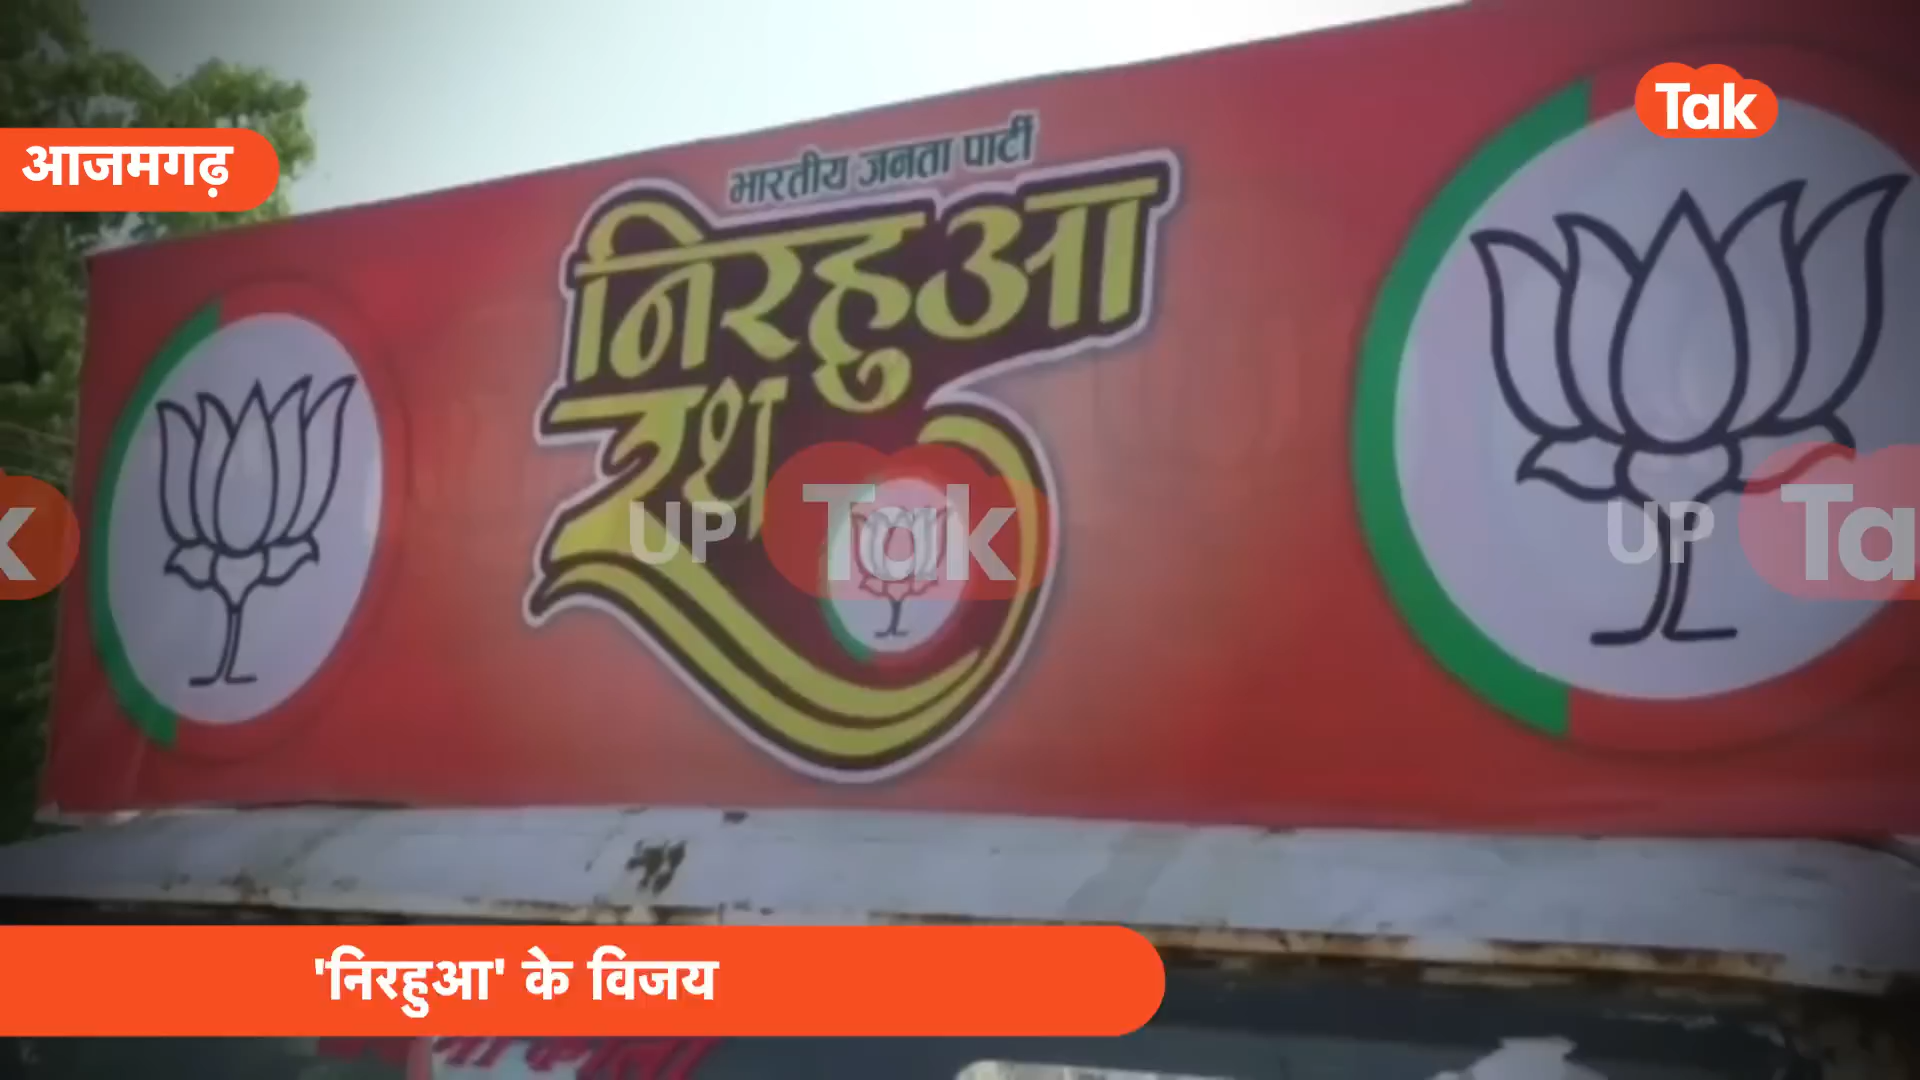 Tak
आजमगढ़
भारतीय जनता पार्टी
निरहुआ
रथ
UP Tak
UP Ta
k
'निरहुआ' के विजय